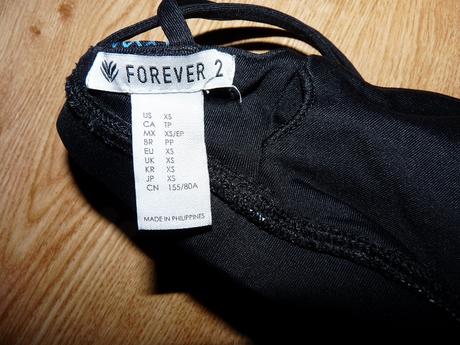 FOREVER 2
US XS
CA TP
MX XS/EP
BR PP
EU XS
UK XS
KR XS
JP XS
CN 155/80A
MADE IN PHILIPPINES